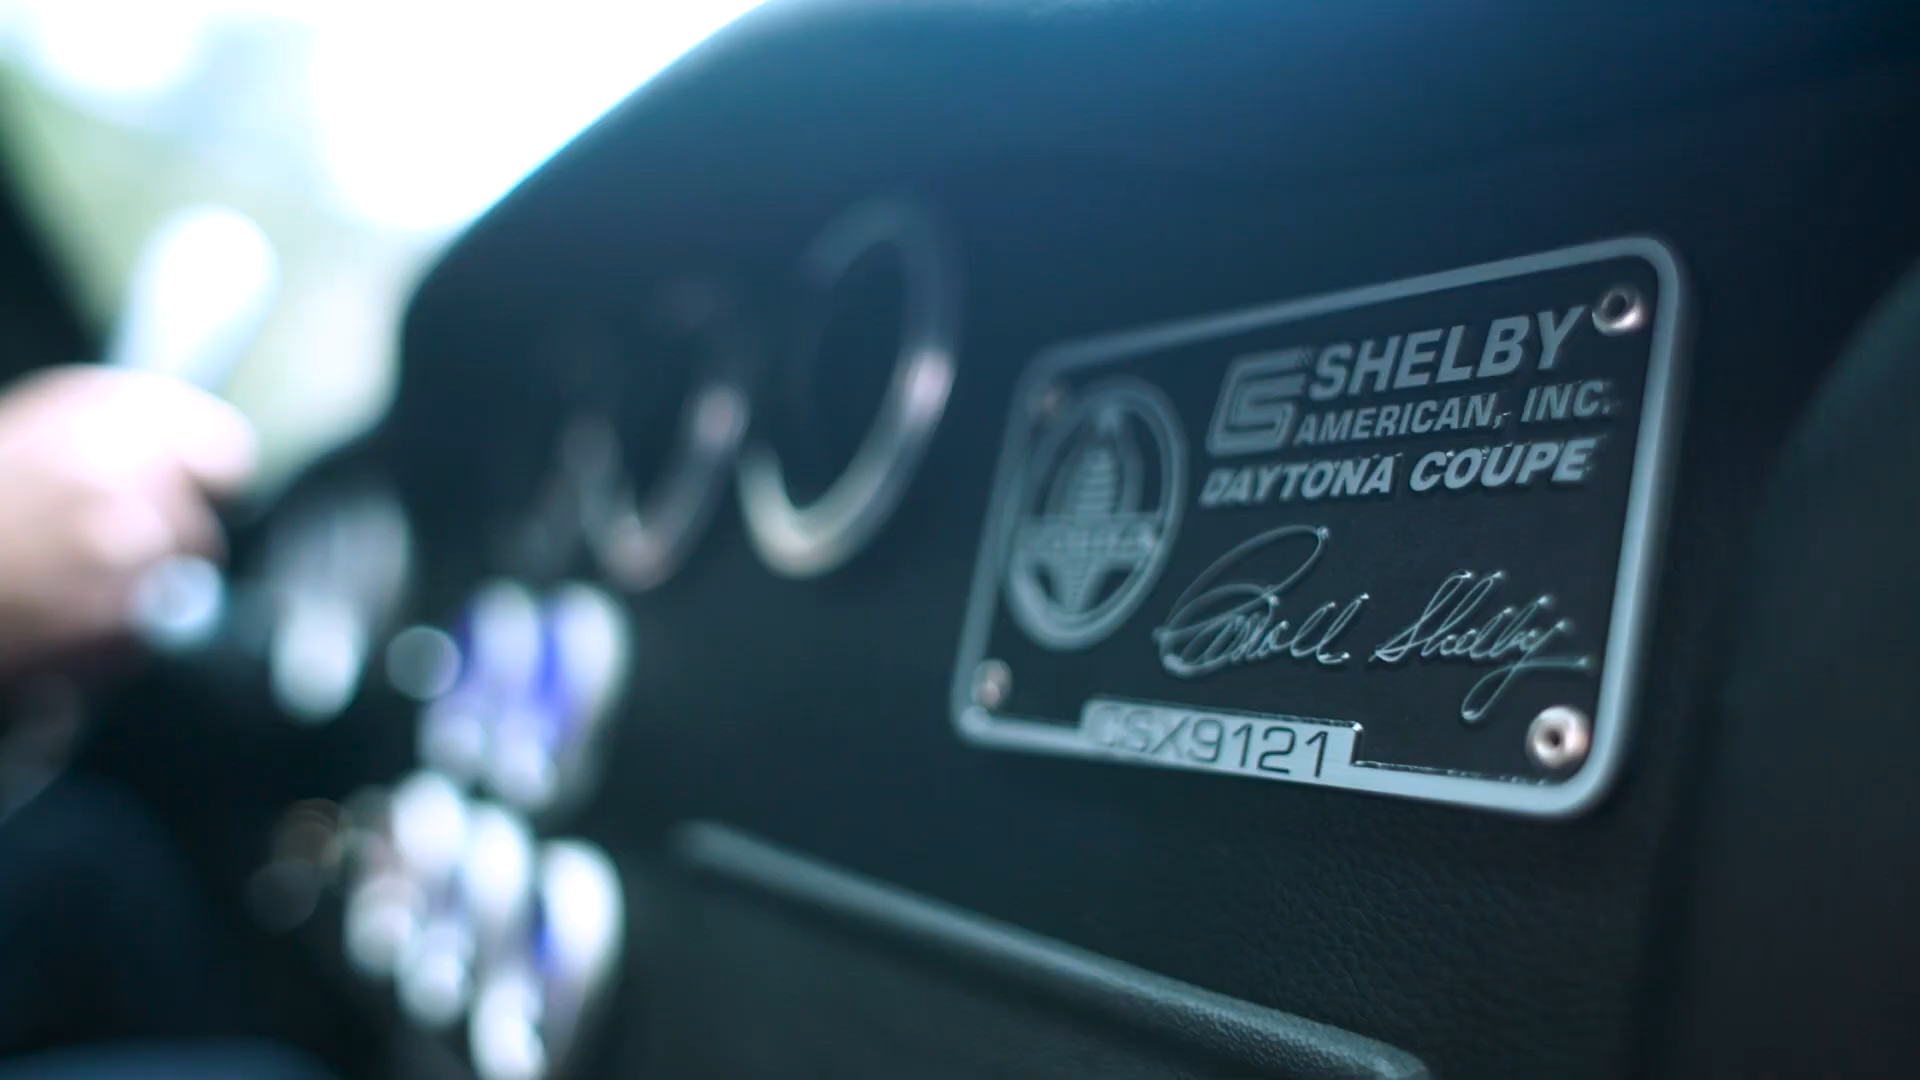 SHELBY
AMERICAN, INC.
DAYTONA COUPE
Carroll Shelby
CSX9121